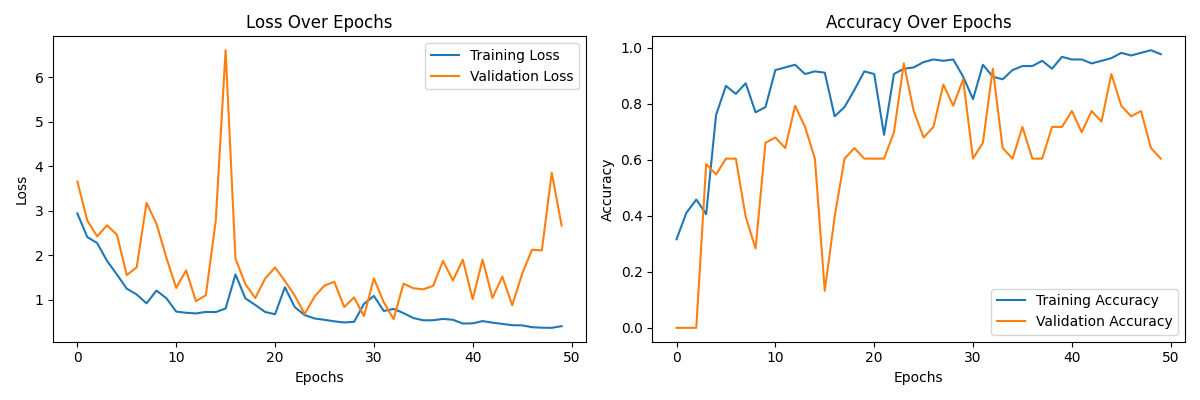 Loss Over Epochs
Training Loss
Validation Loss
6
5
4
3
2
1
Loss
0 10 20 30 40 50
Epochs
Accuracy Over Epochs
1.0
0.8
0.6
0.4
0.2
0.0
Accuracy
Training Accuracy
Validation Accuracy
0 10 20 30 40 50
Epochs